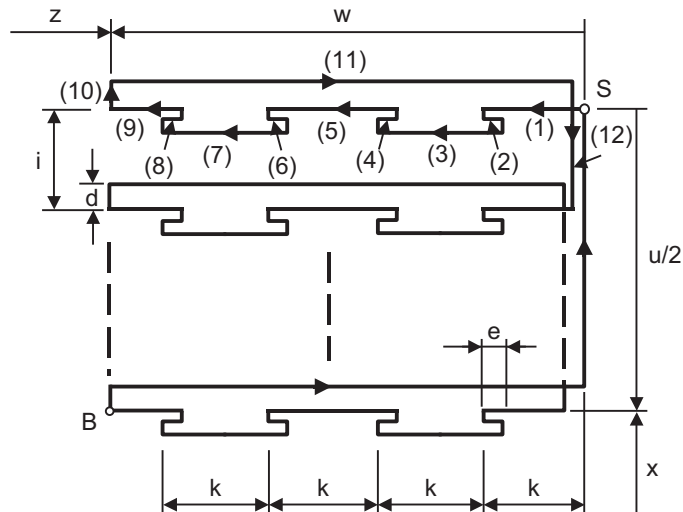 z w
(11)
S
(10)
(9) (5) (1)
(12)
(8) (7) (6) (4) (3) (2)
i
d
u/2
e
B
x
k k k k